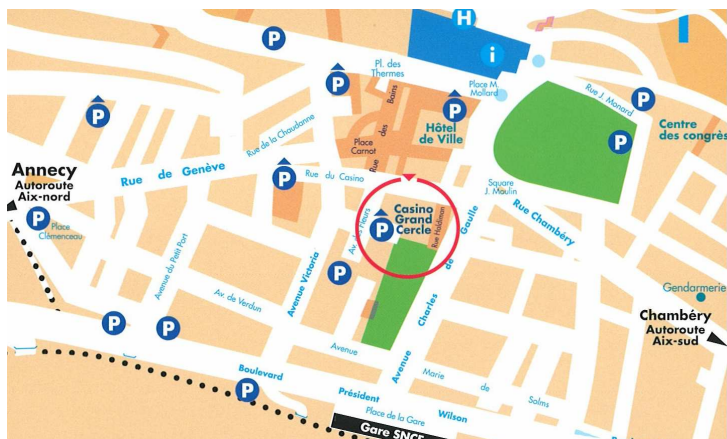 H
P
i
Pl. des
Thermes
P
Place M.
Mollard
Rue J. Monard
P
P
P
Rue des Bains
Hôtel
de Ville
Centre
des congrès
P
Rue de la Chaudanne
Place
Carnot
Annecy
Autoroute
Aix-nord
Rue de Genève
P
Rue du Casino
Square
J. Moulin
Rue Chambéry
P
Place
Clémenceau
Casino
Grand
Cercle
P
Rue Haldiman
Av. des Fleurs
Avenue du Petit Port
Avenue Victoria
Avenue Charles de Gaulle
P
Gendarmerie
Av. de Verdun
Chambéry
Autoroute
Aix-sud
P
P
Avenue Marie de Solms
Boulevard Président Wilson
P
Place de la Gare
Gare SNCF